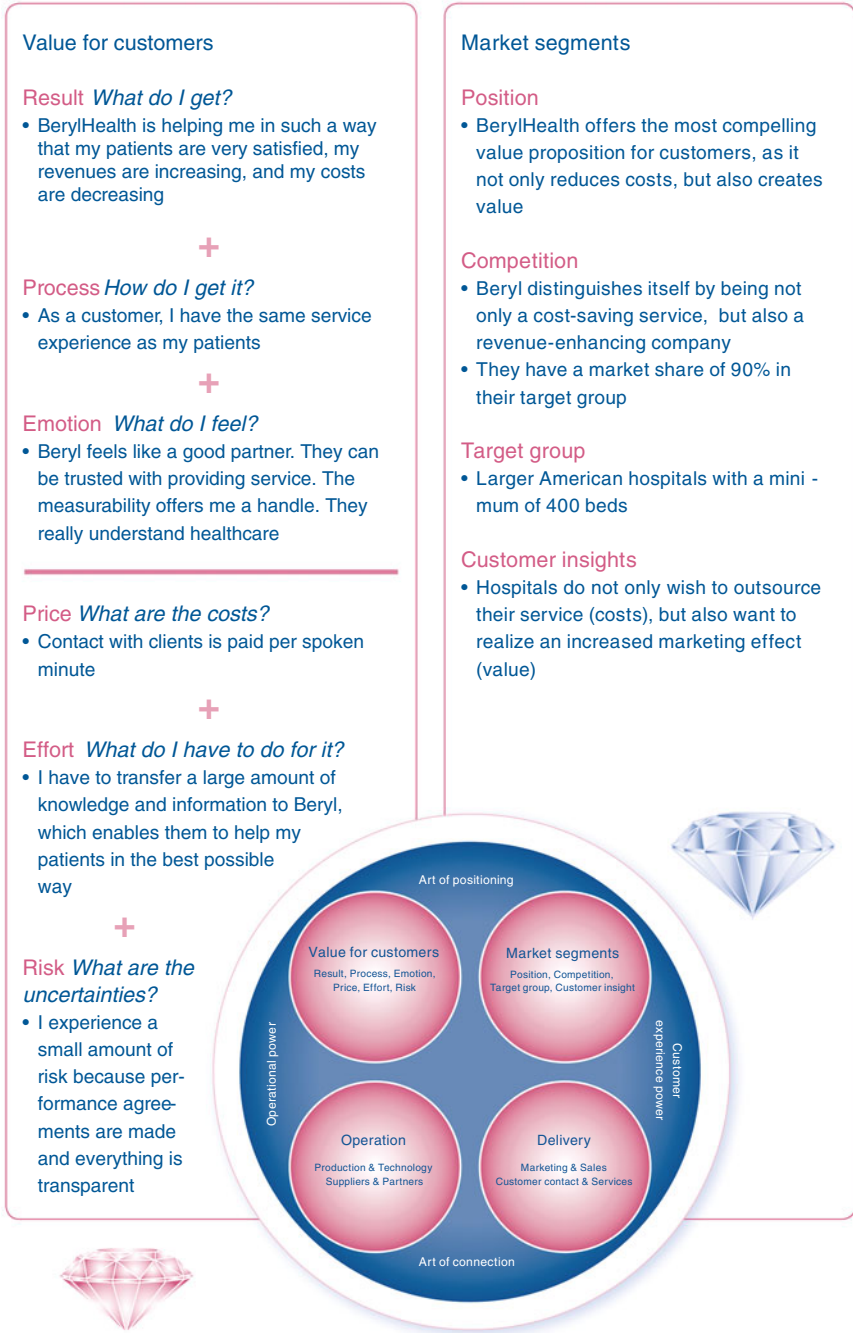 Value for customers
Result What do I get?
• BerylHealth is helping me in such a way
that my patients are very satisfied, my
revenues are increasing, and my costs
are decreasing
+
Process How do I get it?
• As a customer, I have the same service
experience as my patients
+
Emotion What do I feel?
• Beryl feels like a good partner. They can
be trusted with providing service. The
measurability offers me a handle. They
really understand healthcare
Price What are the costs?
• Contact with clients is paid per spoken
minute
+
Effort What do I have to do for it?
• I have to transfer a large amount of
knowledge and information to Beryl,
which enables them to help my
patients in the best possible
way
+
Risk What are the
uncertainties?
• I experience a
small amount of
risk because per-
formance agree-
ments are made
and everything is
transparent
Market segments
Position
• BerylHealth offers the most compelling
value proposition for customers, as it
not only reduces costs, but also creates
value
Competition
• Beryl distinguishes itself by being not
only a cost-saving service, but also a
revenue-enhancing company
• They have a market share of 90% in
their target group
Target group
• Larger American hospitals with a mini -
mum of 400 beds
Customer insights
• Hospitals do not only wish to outsource
their service (costs), but also want to
realize an increased marketing effect
(value)
Art of positioning
Value for customers
Result, Process, Emotion,
Price, Effort, Risk
Market segments
Position, Competition,
Target group, Customer insight
Operational power
Customer
experience power
Operation
Production & Technology
Suppliers & Partners
Delivery
Marketing & Sales
Customer contact & Services
Art of connection